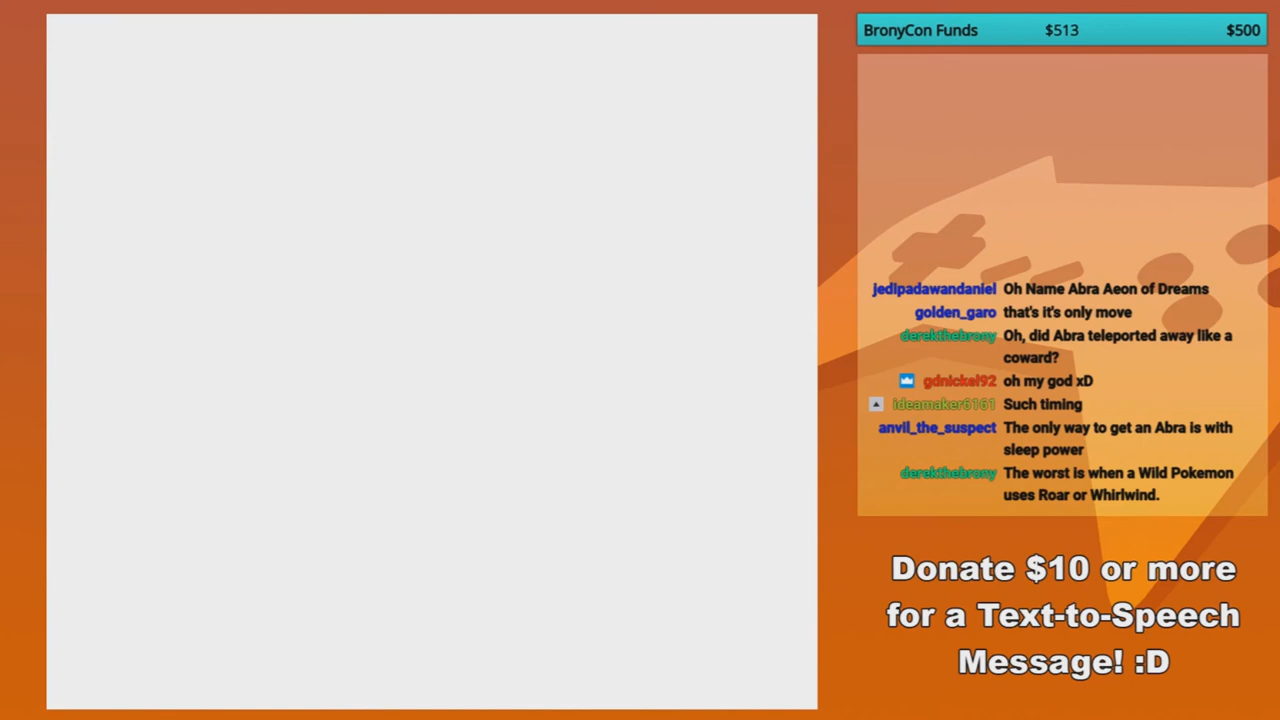 BronyCon Funds $513 $500
jedipadawandaniel Oh Name Abra Aeon of Dreams
golden_garo that's it's only move
derekthebrony Oh, did Abra teleported away like a
coward?
gdnickel92 oh my god xD
ideamaker6161 Such timing
anvil_the_suspect The only way to get an Abra is with
sleep power
derekthebrony The worst is when a Wild Pokemon
uses Roar or Whirlwind.
Donate $10 or more
for a Text-to-Speech
Message! :D